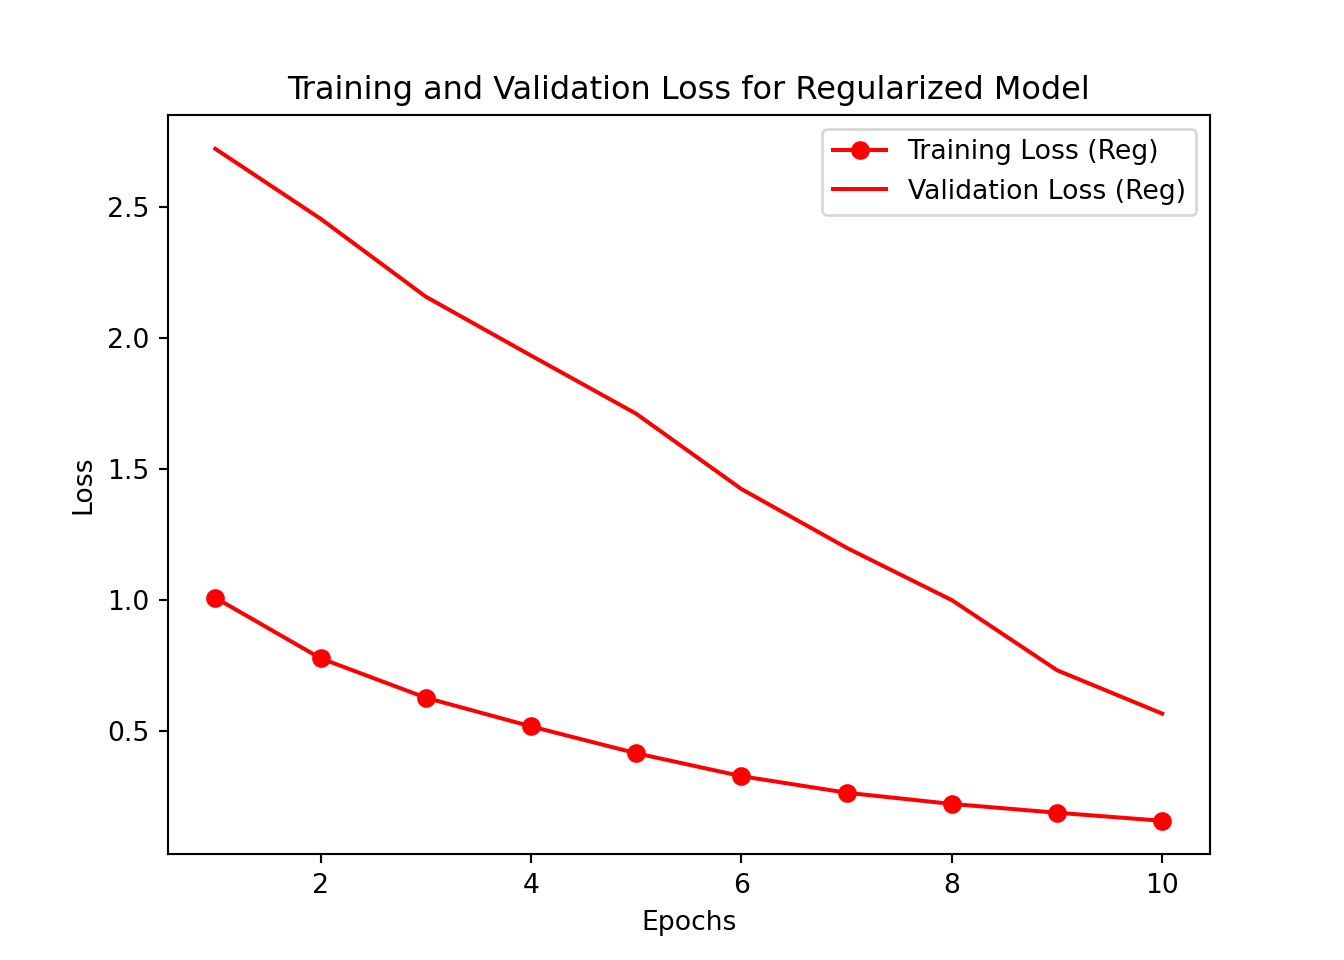 Training and Validation Loss for Regularized Model
Training Loss (Reg)
Validation Loss (Reg)
2.5
2.0
1.5
1.0
0.5
Loss
2 4 6 8 10
Epochs